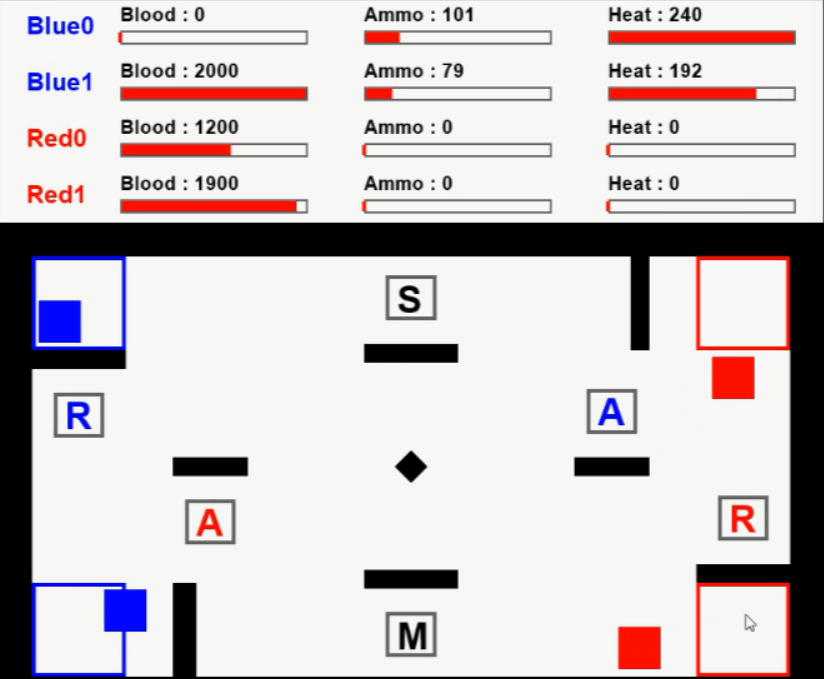 Blue0 Blood : 0 Ammo : 101 Heat : 240
Blue1 Blood : 2000 Ammo : 79 Heat : 192
Red0 Blood : 1200 Ammo : 0 Heat : 0
Red1 Blood : 1900 Ammo : 0 Heat : 0
S
R A
A R
M